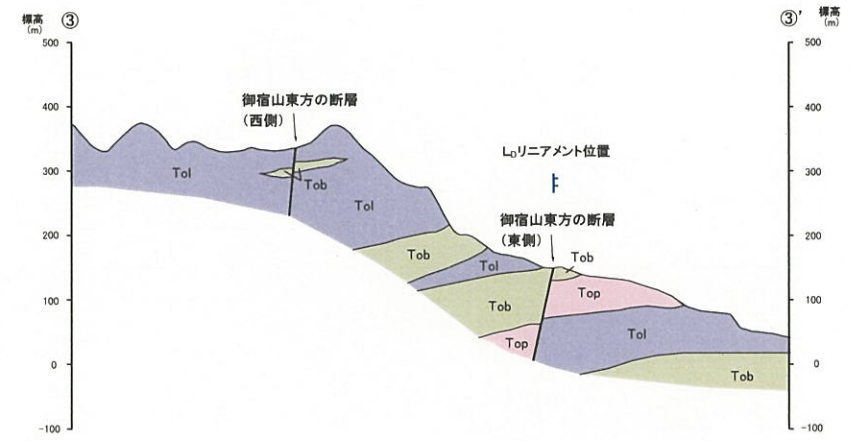 標高
(m)
③
③'
標高
(m)
500
500
400
400
300
300
200
200
100
100
0
0
-100
-100
御宿山東方の断層
(西側)
LDリニアメント位置
御宿山東方の断層
(東側)
Tol
Tob
Tol
Tob
Tol
Tob
Tob
Top
Top
Tol
Tob